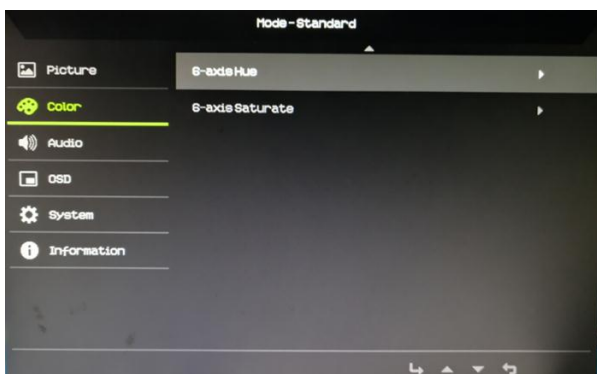 Mode-Standard
Picture
6-axis Hue
Color
6-axis Saturate
Audio
OSD
System
Information